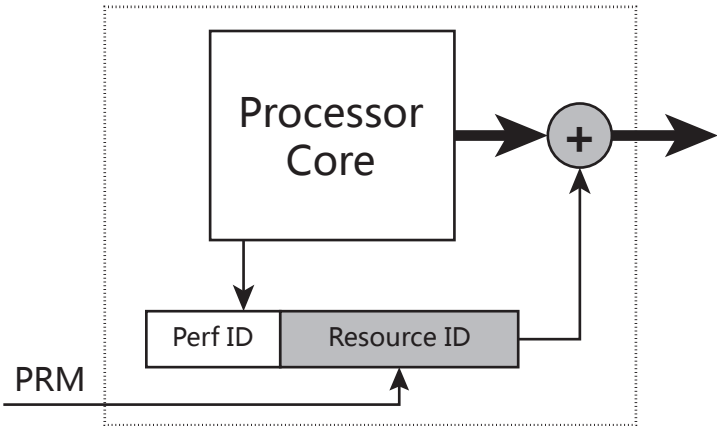 Processor
Core
+
Perf ID
Resource ID
PRM